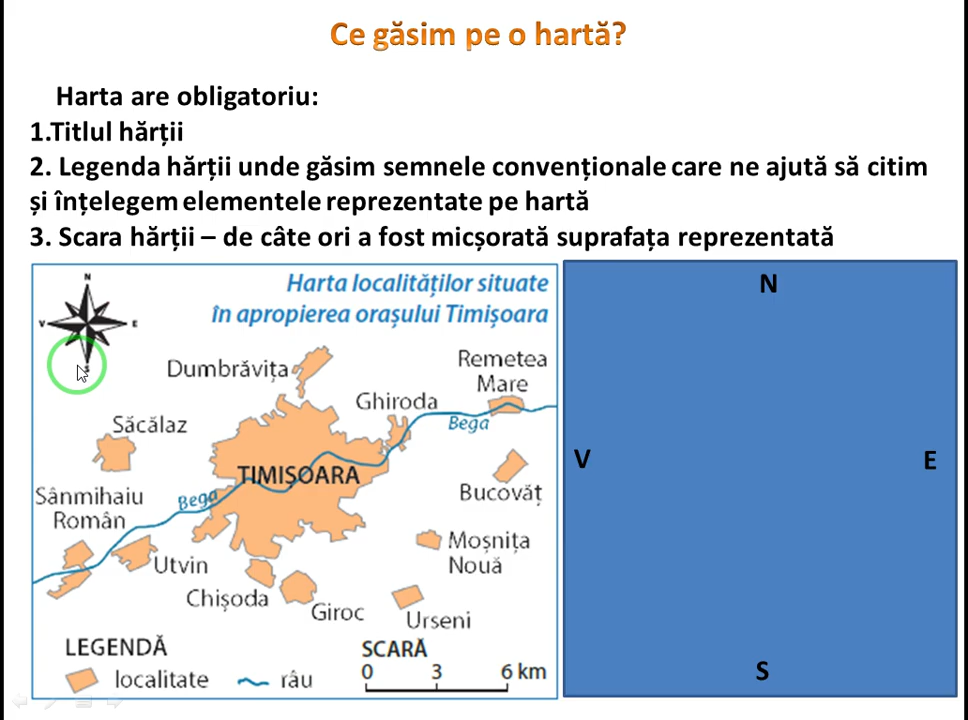 Ce găsim pe o hartă?
Harta are obligatoriu:
1.Titlul hărții
2. Legenda hărții unde găsim semnele convenționale care ne ajută să citim
și înțelegem elementele reprezentate pe hartă
3. Scara hărții – de câte ori a fost micșorată suprafața reprezentată
N
V
E
S
Harta localităților situate
în apropierea orașului Timișoara
Dumbrăvița
Remetea
Mare
Ghiroda
Bega
Săcălaz
TIMIȘOARA
Sânmihaiu
Român
Bega
Bucovăț
Moșnița
Nouă
Utvin
Chișoda
Giroc
Urseni
LEGENDĂ
localitate
râu
SCARĂ
0 3 6 km
N
V
E
S